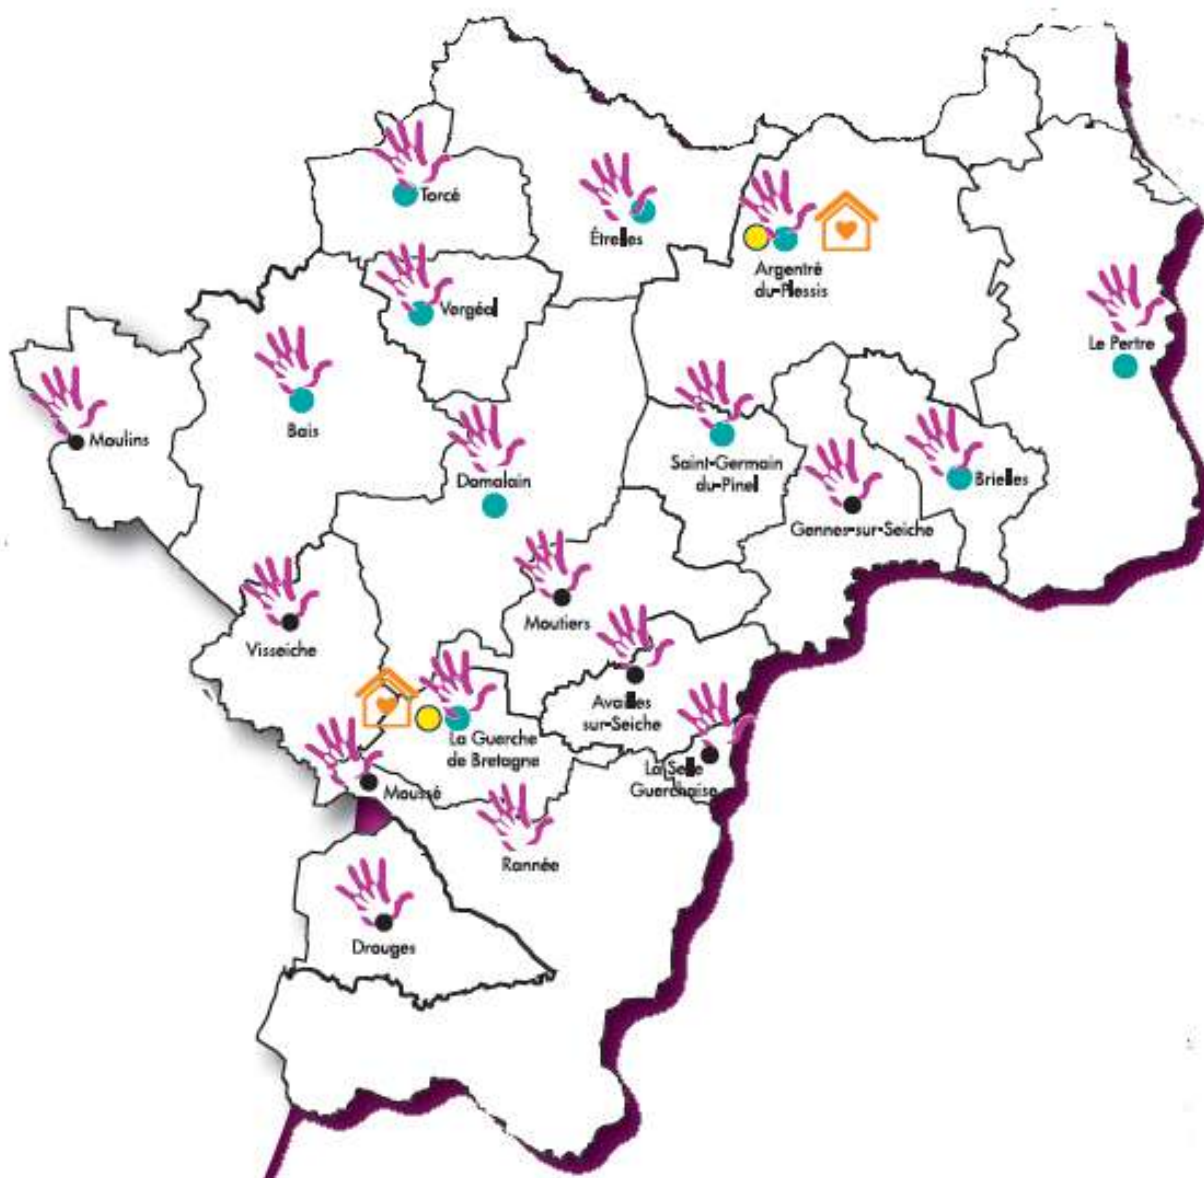 Torcé
Étrelles
Argentré
du-Plessis
Vergéal
Le Pertre
Moulins
Bais
Domalain
Saint-Germain
du-Pinel
Brielles
Gennes-sur-Seiche
Moutiers
Visseiche
Availles
sur-Seiche
La Guerche
de Bretagne
La Selle
Guerchaise
Moussé
Rannée
Drouges